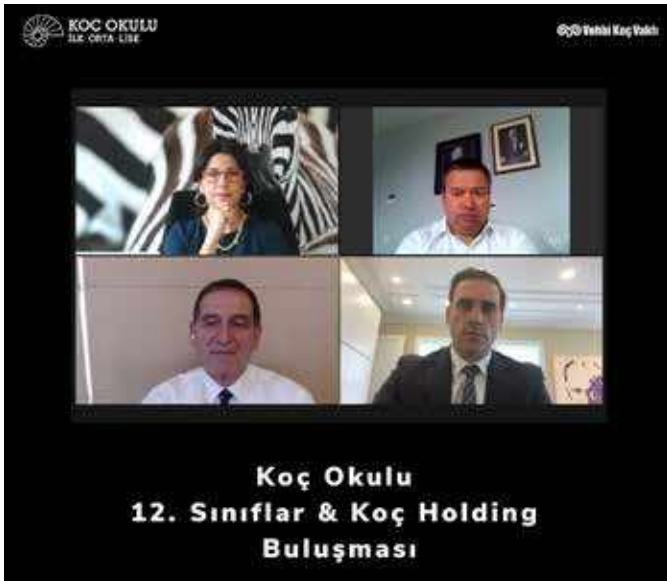 KOÇ OKULU
İLK ORTA LİSE
Vehbi Koç Vakfı
Koç Okulu
12. Sınıflar & Koç Holding
Buluşması